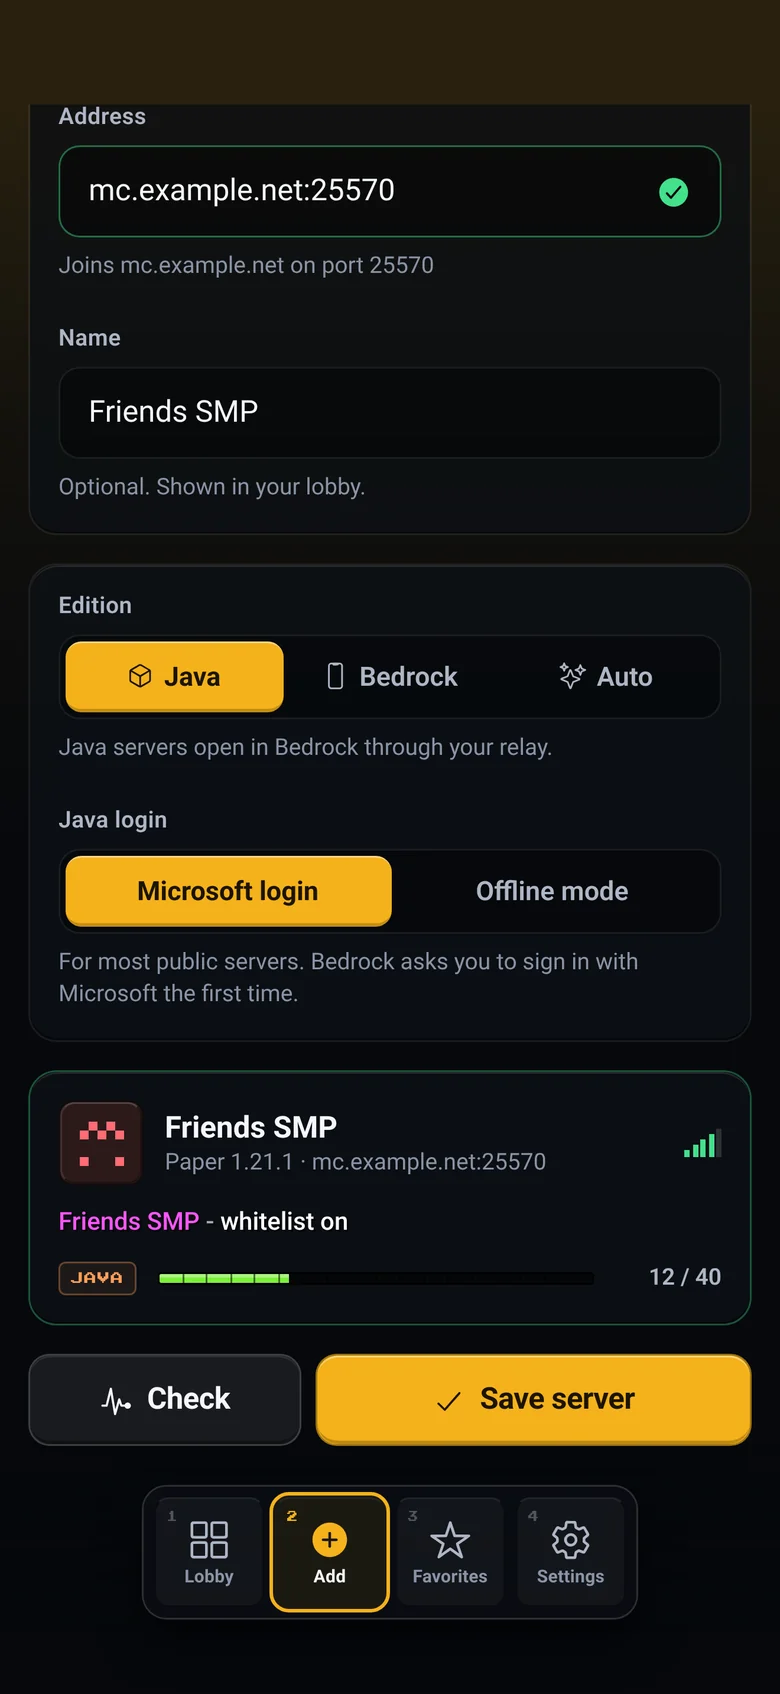 Address
mc.example.net:25570
Joins mc.example.net on port 25570
Name
Friends SMP
Optional. Shown in your lobby.
Edition
Java
Bedrock
Auto
Java servers open in Bedrock through your relay.
Java login
Microsoft login
Offline mode
For most public servers. Bedrock asks you to sign in with
Microsoft the first time.
Friends SMP
Paper 1.21.1 · mc.example.net:25570
Friends SMP - whitelist on
JAVA
12 / 40
Check
Save server
1
Lobby
2
Add
3
Favorites
4
Settings